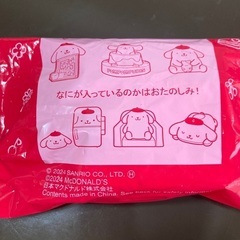 なにが入っているのかはおたのしみ!
© 2024 SANRIO CO., LTD. Ⓗ
©2024 McDONALD'S
日本マクドナルド株式会社
Contents made in China.